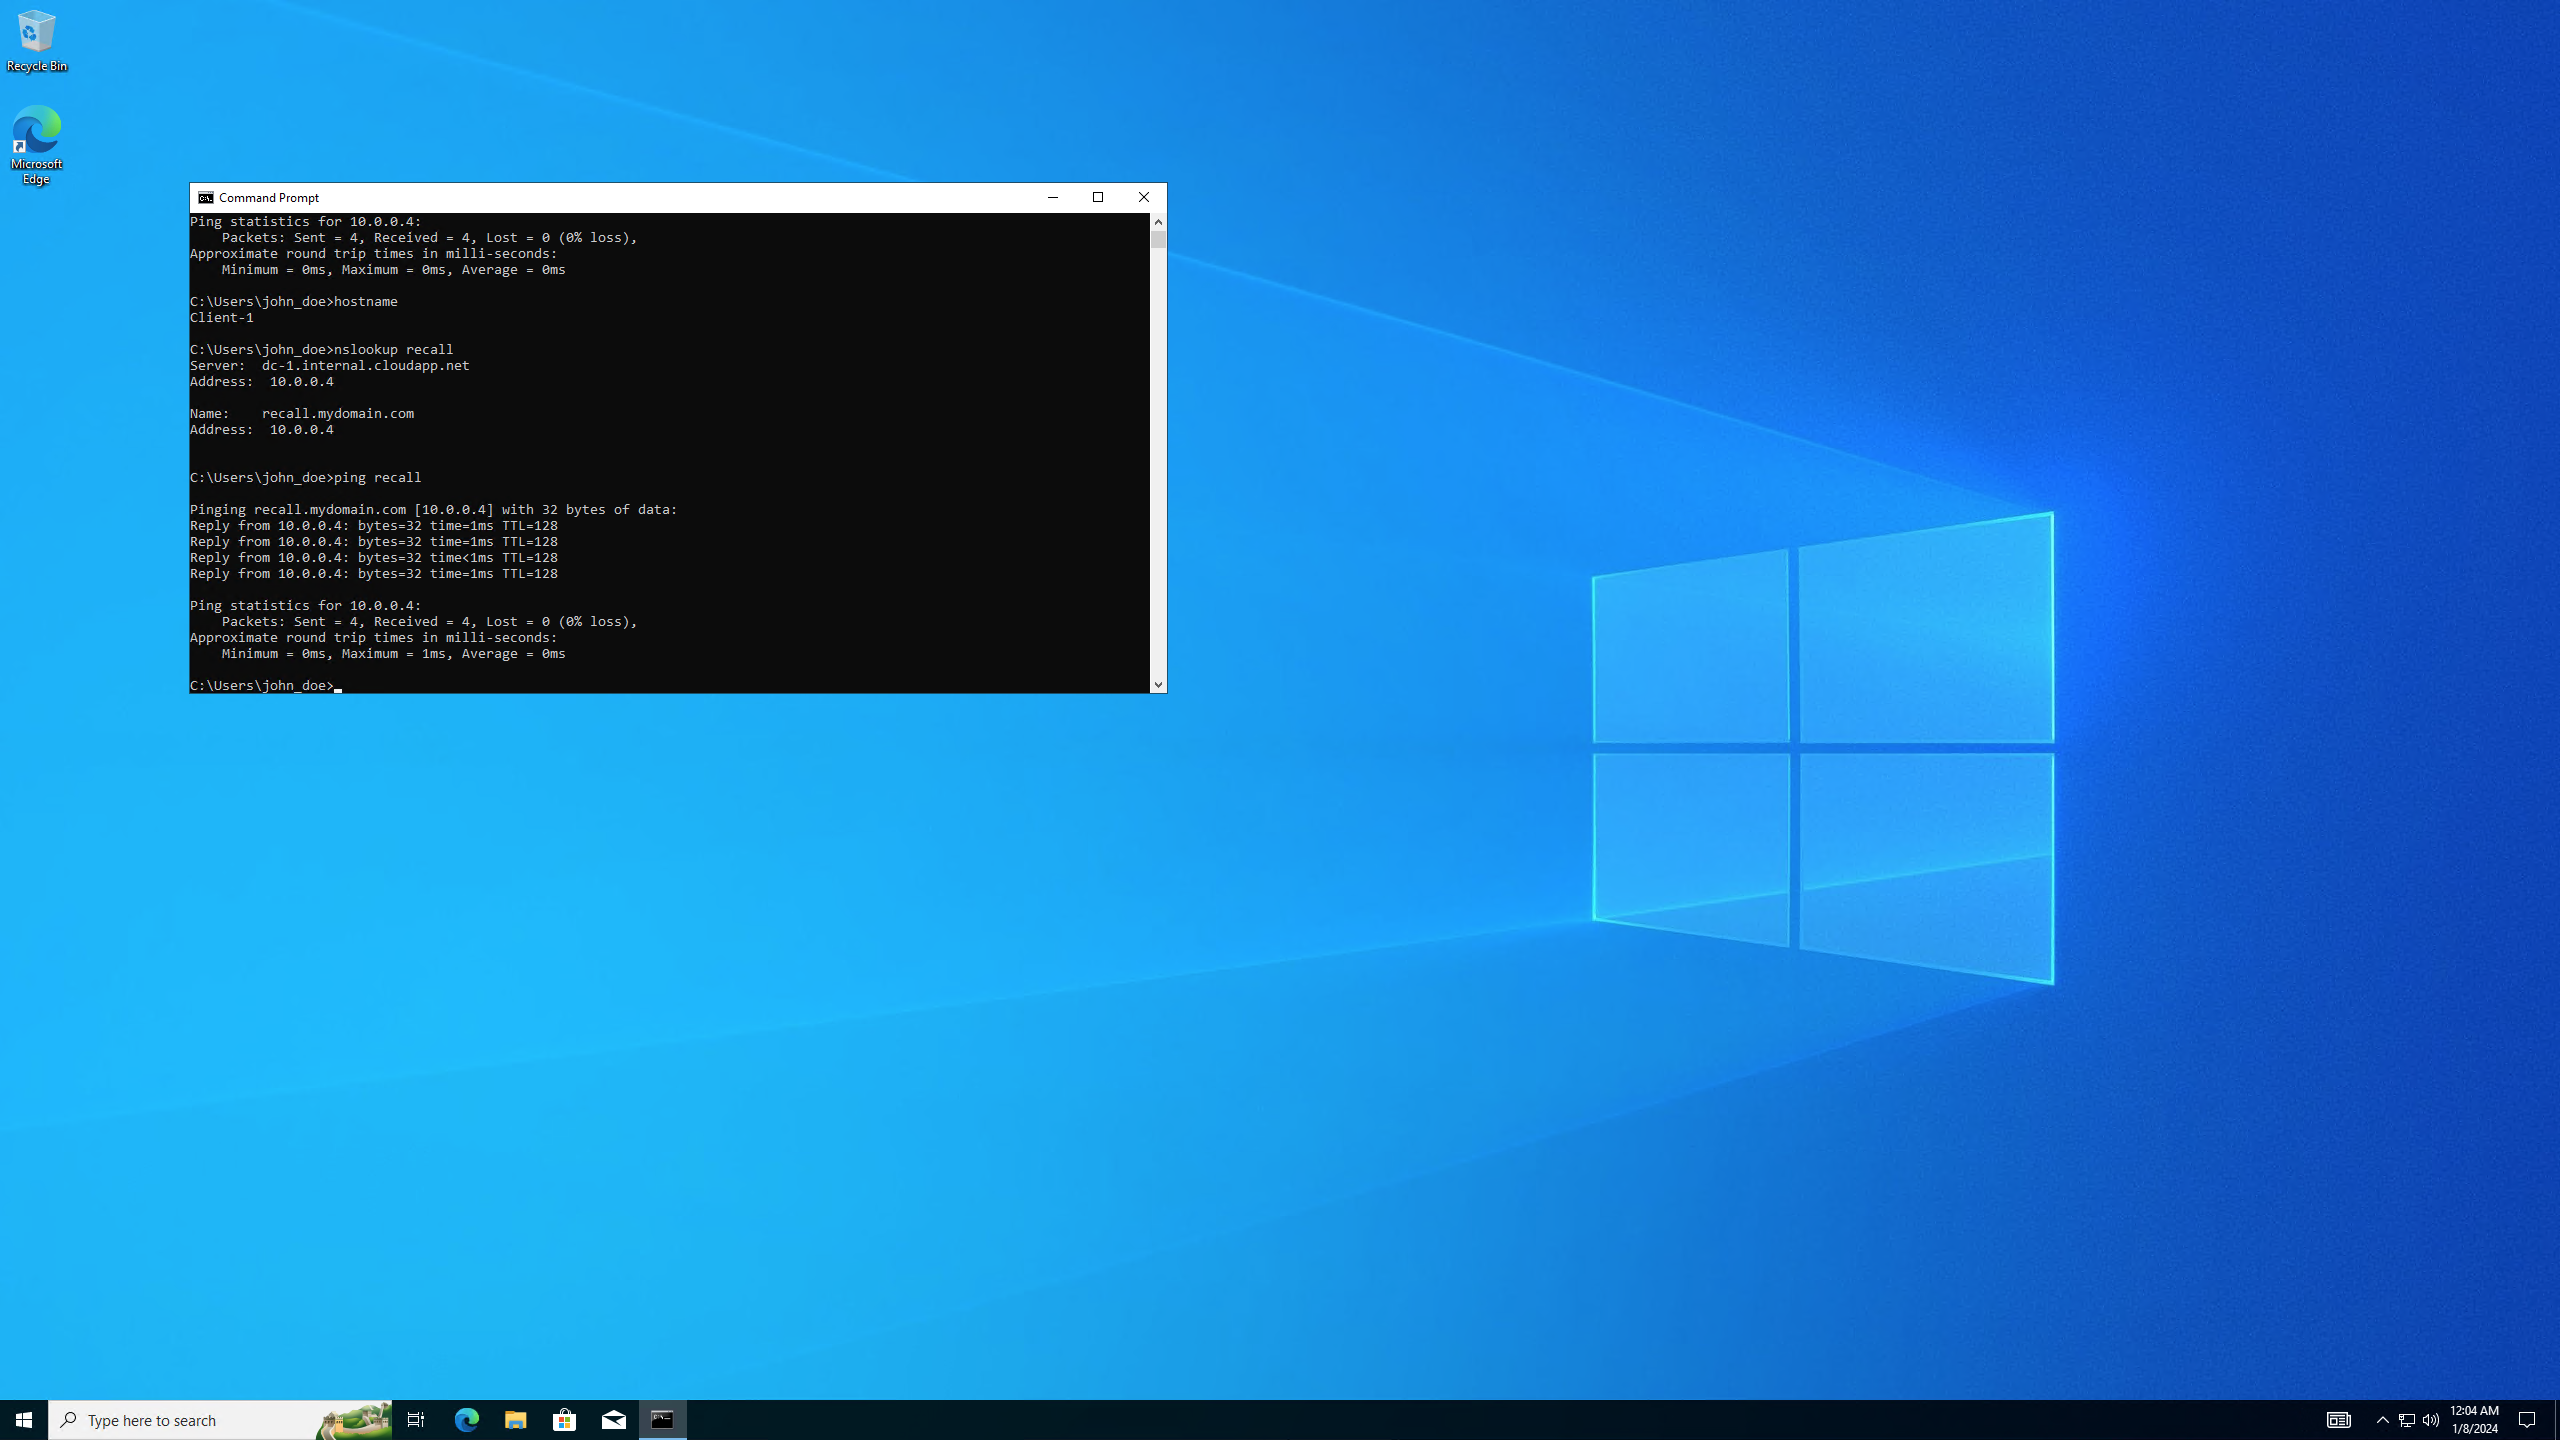 Recycle Bin
Microsoft
Edge
Command Prompt
Ping statistics for 10.0.0.4:
    Packets: Sent = 4, Received = 4, Lost = 0 (0% loss),
Approximate round trip times in milli-seconds:
    Minimum = 0ms, Maximum = 0ms, Average = 0ms
C:\Users\john_doe>hostname
Client-1
C:\Users\john_doe>nslookup recall
Server:  dc-1.internal.cloudapp.net
Address:  10.0.0.4
Name:    recall.mydomain.com
Address:  10.0.0.4
C:\Users\john_doe>ping recall
Pinging recall.mydomain.com [10.0.0.4] with 32 bytes of data:
Reply from 10.0.0.4: bytes=32 time=1ms TTL=128
Reply from 10.0.0.4: bytes=32 time=1ms TTL=128
Reply from 10.0.0.4: bytes=32 time<1ms TTL=128
Reply from 10.0.0.4: bytes=32 time=1ms TTL=128
Ping statistics for 10.0.0.4:
    Packets: Sent = 4, Received = 4, Lost = 0 (0% loss),
Approximate round trip times in milli-seconds:
    Minimum = 0ms, Maximum = 1ms, Average = 0ms
C:\Users\john_doe>
Type here to search
12:04 AM
1/8/2024